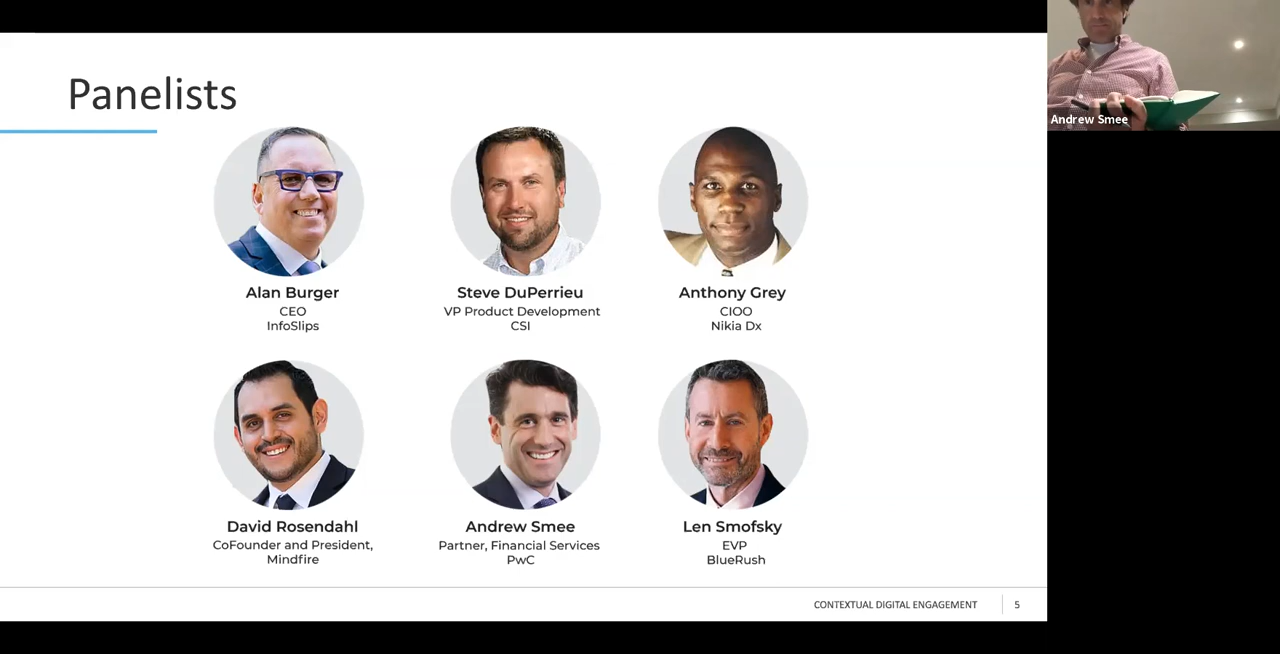 Panelists
Andrew Smee
Alan Burger
CEO
InfoSlips
Steve DuPerrieu
VP Product Development
CSI
Anthony Grey
CIOO
Nikia Dx
David Rosendahl
CoFounder and President,
Mindfire
Andrew Smee
Partner, Financial Services
PwC
Len Smofsky
EVP
BlueRush
CONTEXTUAL DIGITAL ENGAGEMENT
5